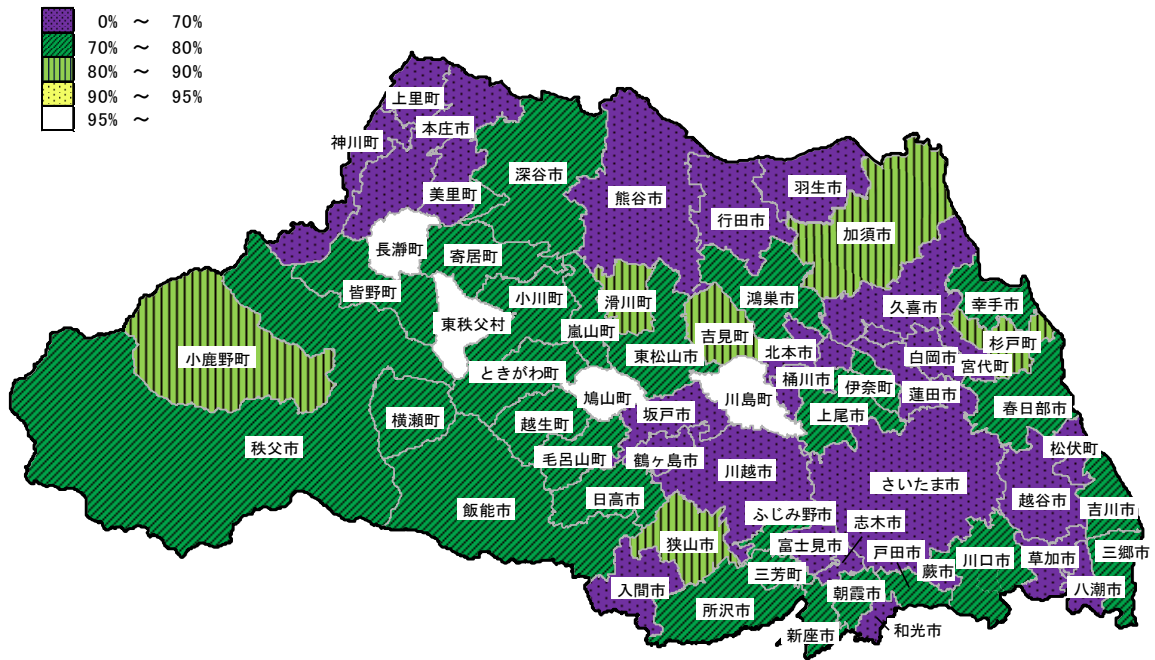 0% ～ 70%
70% ～ 80%
80% ～ 90%
90% ～ 95%
95% ～
上里町
本庄市
神川町
美里町
深谷市
熊谷市
行田市
羽生市
加須市
長瀞町
寄居町
皆野町
小川町
滑川町
鴻巣市
久喜市
幸手市
東秩父村
嵐山町
吉見町
杉戸町
小鹿野町
東松山市
北本市
白岡市
宮代町
ときがわ町
桶川市
伊奈町
蓮田市
鳩山町
川島町
春日部市
横瀬町
越生町
坂戸市
上尾市
秩父市
松伏町
毛呂山町
鶴ヶ島市
川越市
さいたま市
日高市
越谷市
吉川市
飯能市
ふじみ野市
志木市
狭山市
富士見市
戸田市
川口市
草加市
三郷市
三芳町
蕨市
入間市
朝霞市
八潮市
所沢市
新座市
和光市